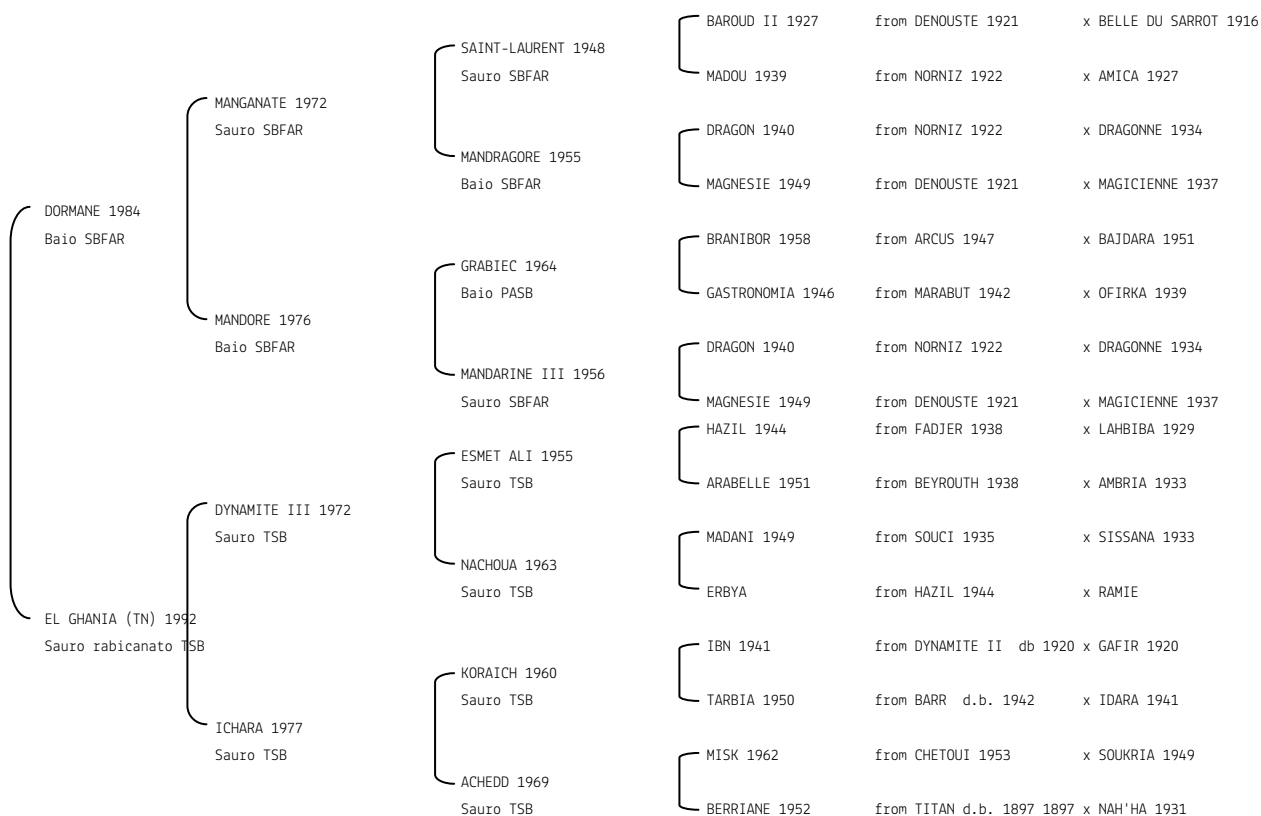 BAROUD II 1927 from DENOUSTE 1921 x BELLE DU SARROT 1916
SAINT-LAURENT 1948
Sauro SBFAR MADOU 1939 from NORNIZ 1922 x AMICA 1927
MANGANATE 1972
Sauro SBFAR DRAGON 1940 from NORNIZ 1922 x DRAGONNE 1934
MANDRAGORE 1955
Baio SBFAR MAGNESIE 1949 from DENOUSTE 1921 x MAGICIENNE 1937
DORMANE 1984
Baio SBFAR BRANIBOR 1958 from ARCUS 1947 x BAJDARA 1951
GRABIEC 1964
Baio PASB GASTRONOMIA 1946 from MARABUT 1942 x OFIRKA 1939
MANDORE 1976
Baio SBFAR DRAGON 1940 from NORNIZ 1922 x DRAGONNE 1934
MANDARINE III 1956
Sauro SBFAR MAGNESIE 1949 from DENOUSTE 1921 x MAGICIENNE 1937
HAZIL 1944 from FADJER 1938 x LAHBIBA 1929
ESMET ALI 1955
Sauro TSB ARABELLE 1951 from BEYROUTH 1938 x AMBRIA 1933
DYNAMITE III 1972
Sauro TSB MADANI 1949 from SOUCI 1935 x SISSANA 1933
NACHOUA 1963
Sauro TSB ERBYA from HAZIL 1944 x RAMIE
EL GHANIA (TN) 1992
Sauro rabicanato TSB IBN 1941 from DYNAMITE II db 1920 x GAFIR 1920
KORAICH 1960
Sauro TSB TARBIA 1950 from BARR d.b. 1942 x IDARA 1941
ICHARA 1977
Sauro TSB MISK 1962 from CHETOUI 1953 x SOUKRIA 1949
ACHEDD 1969
Sauro TSB BERRIANE 1952 from TITAN d.b. 1897 1897 x NAH'HA 1931